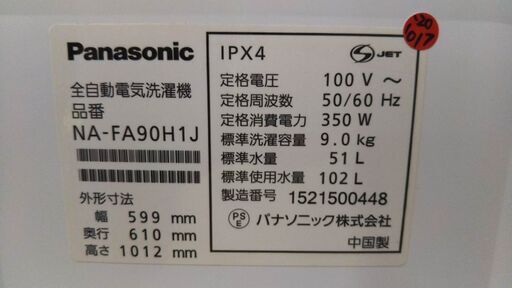 Panasonic
全自動電気洗濯機
品番
NA-FA90H1J
外形寸法
幅 599 mm
奥行 610 mm
高さ 1012 mm
IPX4
JET
定格電圧 100 V ～
定格周波数 50/60 Hz
定格消費電力 350 W
標準洗濯容量 9.0 kg
標準水量 51 L
標準使用水量 102 L
製造番号 1521500448
PS
E
パナソニック株式会社
中国製